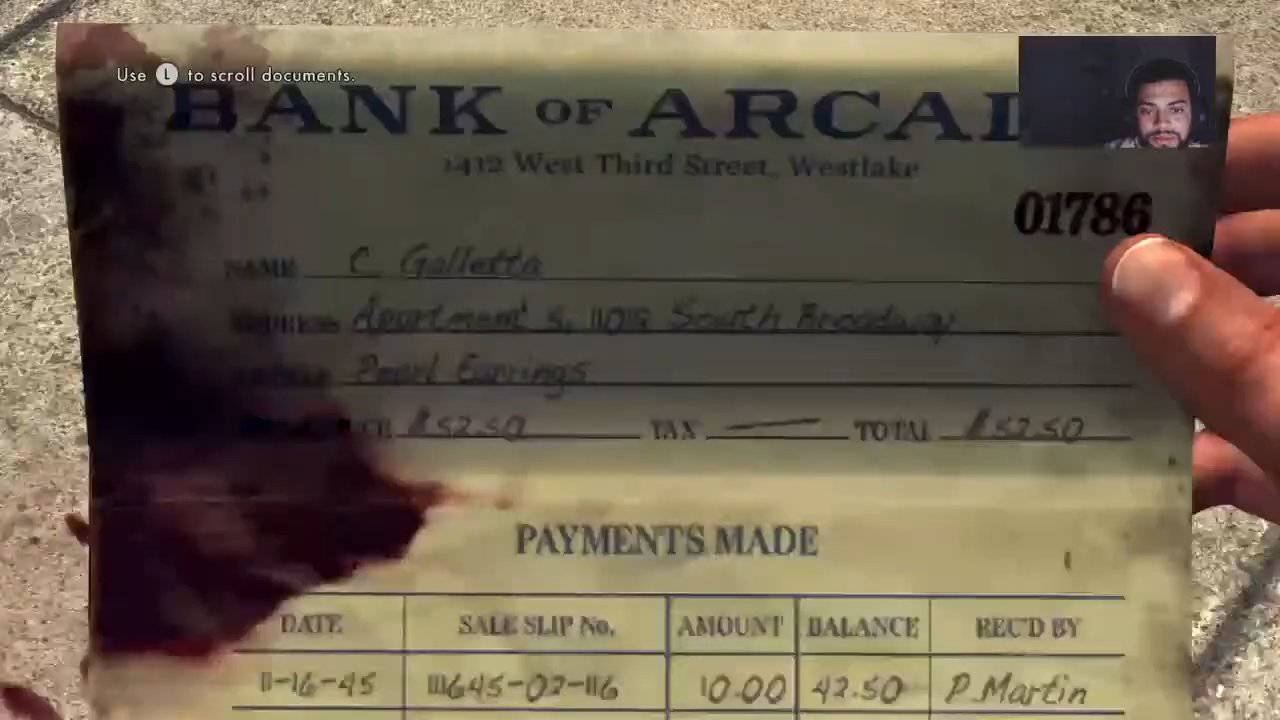 Use L to scroll documents.
BANK OF ARCAD
1412 West Third Street, Westlake
01786
NAME C. Galletta
Apartment 5, South Broadway
Pearl Earrings
$52.50 TAX TOTAL $52.50
PAYMENTS MADE
DATE SALE SLIP No. AMOUNT BALANCE REC'D BY
11-16-45 111645-02-116 10.00 42.50 P. Martin